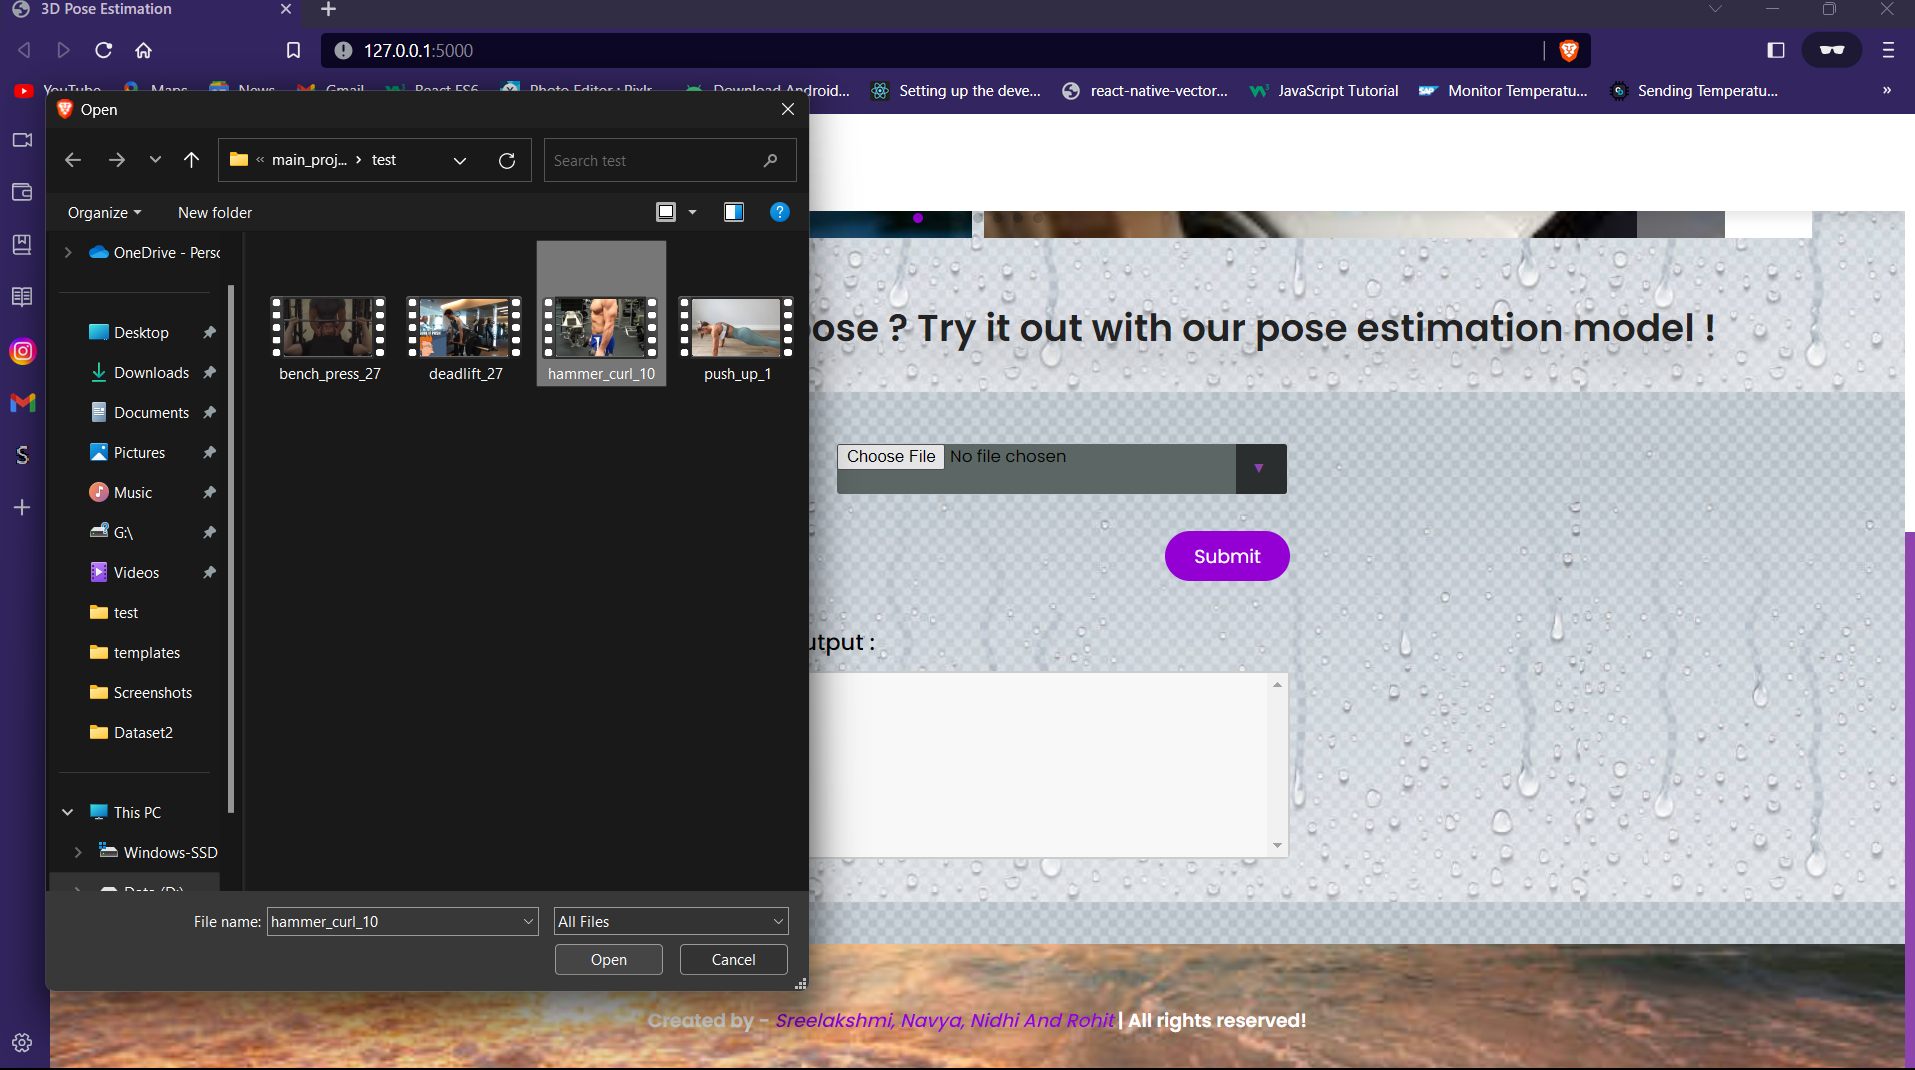 3D Pose Estimation
127.0.0.1:5000
YouTube Maps News Gmail React ES6 Photo Editor : Pixlr Download Android... Setting up the deve... react-native-vector... JavaScript Tutorial Monitor Temperatu... Sending Temperatu... »
Open
« main_proj... › test
Search test
Organize
New folder
OneDrive - Perso
Desktop
Downloads
Documents
Pictures
Music
G:\
Videos
test
templates
Screenshots
Dataset2
This PC
Windows-SSD
Data (D:)
bench_press_27
deadlift_27
hammer_curl_10
push_up_1
File name: hammer_curl_10
All Files
Open
Cancel
ose ? Try it out with our pose estimation model !
Choose File No file chosen
Submit
utput :
Created by - Sreelakshmi, Navya, Nidhi And Rohit | All rights reserved!